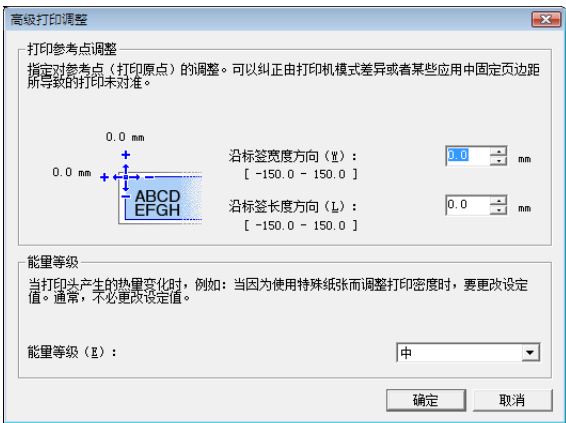 高级打印调整
打印参考点调整
指定对参考点（打印原点）的调整。可以纠正由打印机模式差异或者某些应用中固定页边距
所导致的打印未对准。
0.0 mm
0.0 mm
ABCD
EFGH
沿标签宽度方向（W）：
0.0 mm
[ -150.0 - 150.0 ]
沿标签长度方向（L）：
0.0 mm
[ -150.0 - 150.0 ]
能量等级
当打印头产生的热量变化时，例如：当因为使用特殊纸张而调整打印密度时，要更改设定
值。通常，不必更改设定值。
能量等级（E）：
中
确定
取消